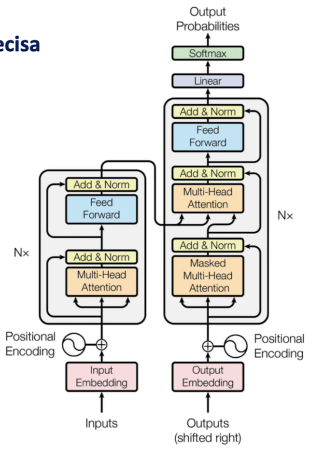 ecisa
Output
Probabilities
Softmax
Linear
Add & Norm
Feed
Forward
Add & Norm
Multi-Head
Attention
Nx
Add & Norm
Masked
Multi-Head
Attention
Positional
Encoding
Output
Embedding
Outputs
(shifted right)
Add & Norm
Feed
Forward
Nx
Add & Norm
Multi-Head
Attention
Positional
Encoding
Input
Embedding
Inputs